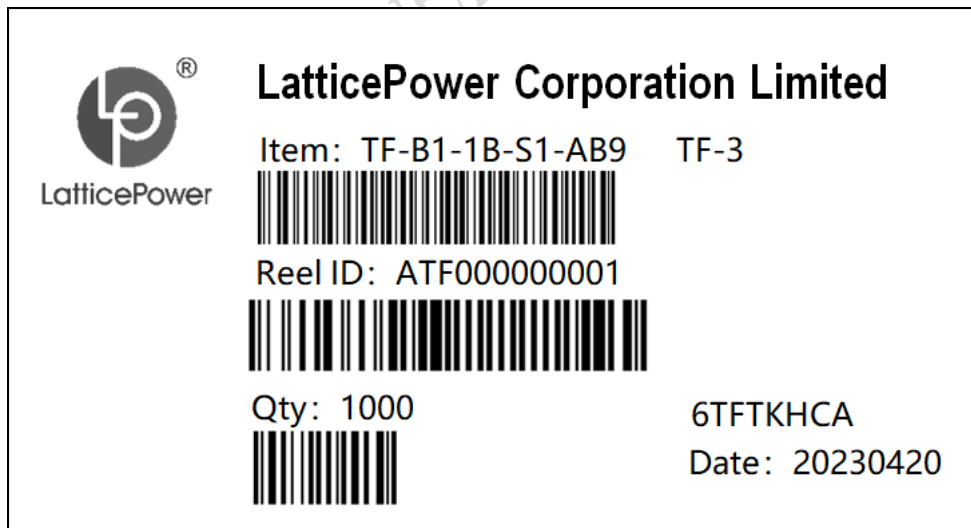 ®
LatticePower
LatticePower Corporation Limited
Item: TF-B1-1B-S1-AB9 TF-3
Reel ID: ATF000000001
Qty: 1000
6TFTKHCA
Date: 20230420